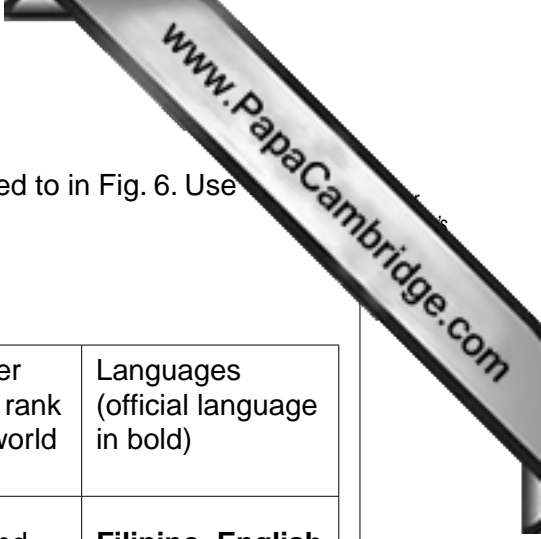 www.PapaCambridge.com
ed to in Fig. 6. Use
er
rank
world
Languages
(official language
in bold)
Filipino, English